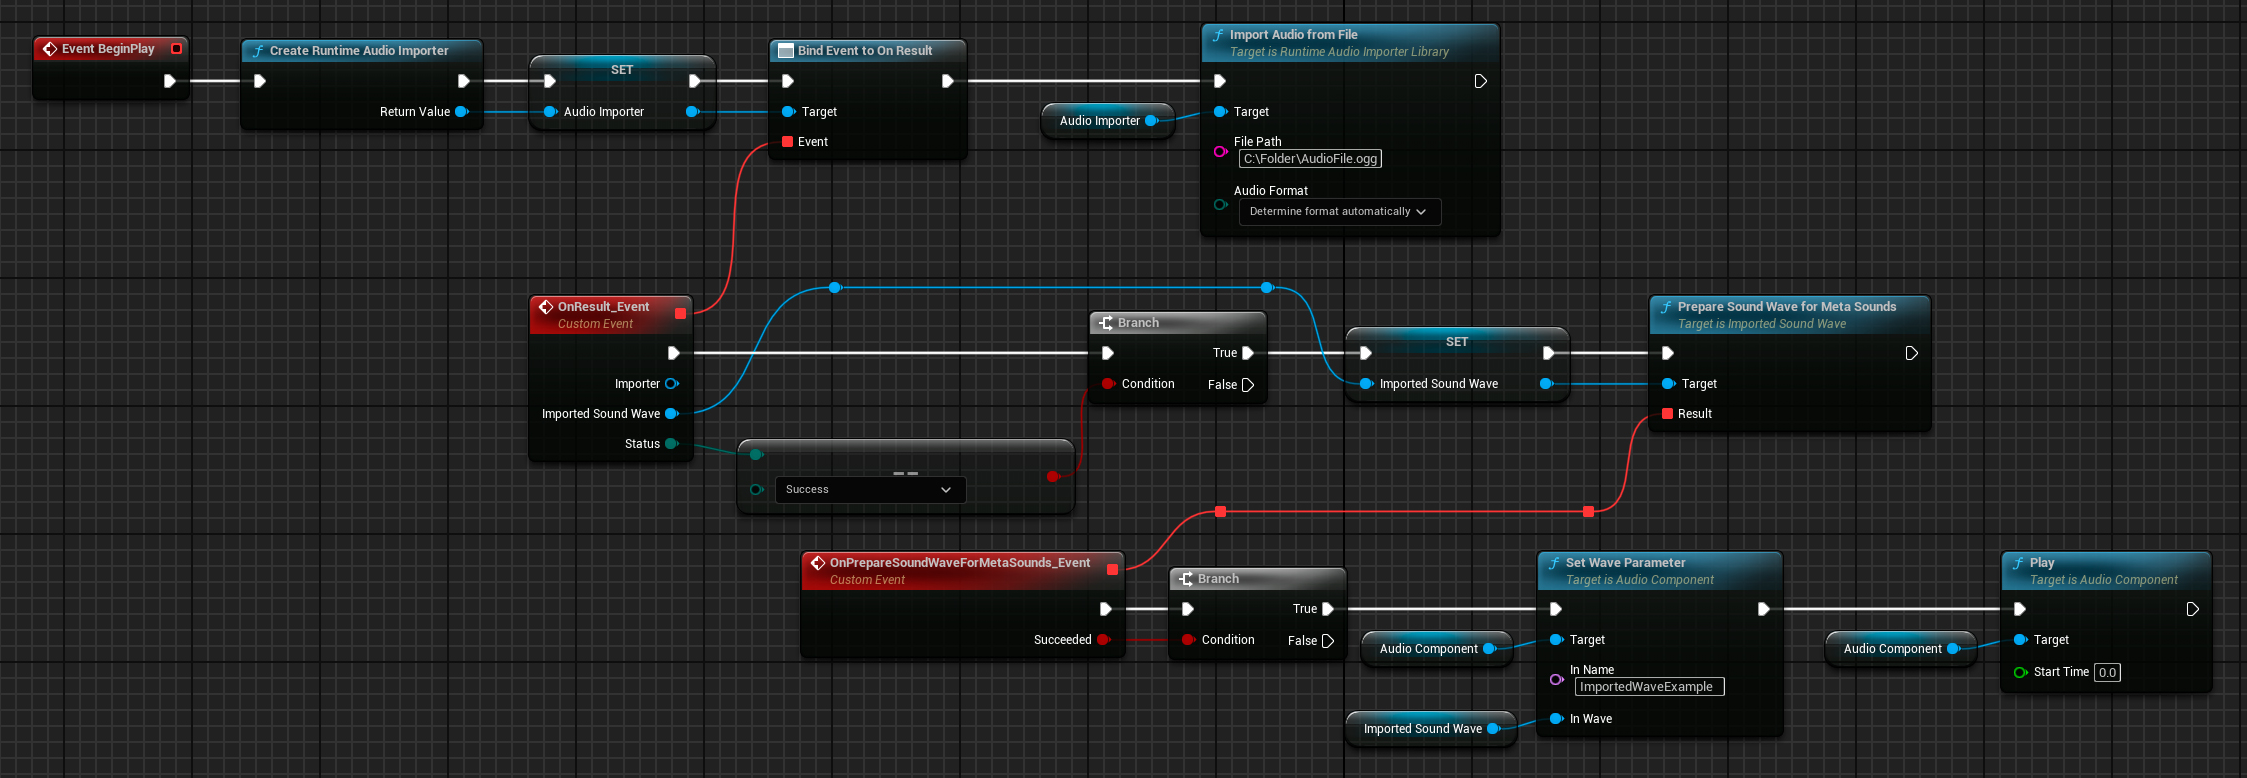 Event BeginPlay
Create Runtime Audio Importer
Return Value
SET
Audio Importer
Bind Event to On Result
Target
Event
Audio Importer
Import Audio from File
Target is Runtime Audio Importer Library
Target
File Path
C:\Folder\AudioFile.ogg
Audio Format
Determine format automatically
OnResult_Event
Custom Event
Importer
Imported Sound Wave
Status
==
Success
Branch
True
Condition
False
SET
Imported Sound Wave
Prepare Sound Wave for Meta Sounds
Target is Imported Sound Wave
Target
Result
OnPrepareSoundWaveForMetaSounds_Event
Custom Event
Succeeded
Branch
True
Condition
False
Audio Component
Imported Sound Wave
Set Wave Parameter
Target is Audio Component
Target
In Name
ImportedWaveExample
In Wave
Audio Component
Play
Target is Audio Component
Target
Start Time 0.0